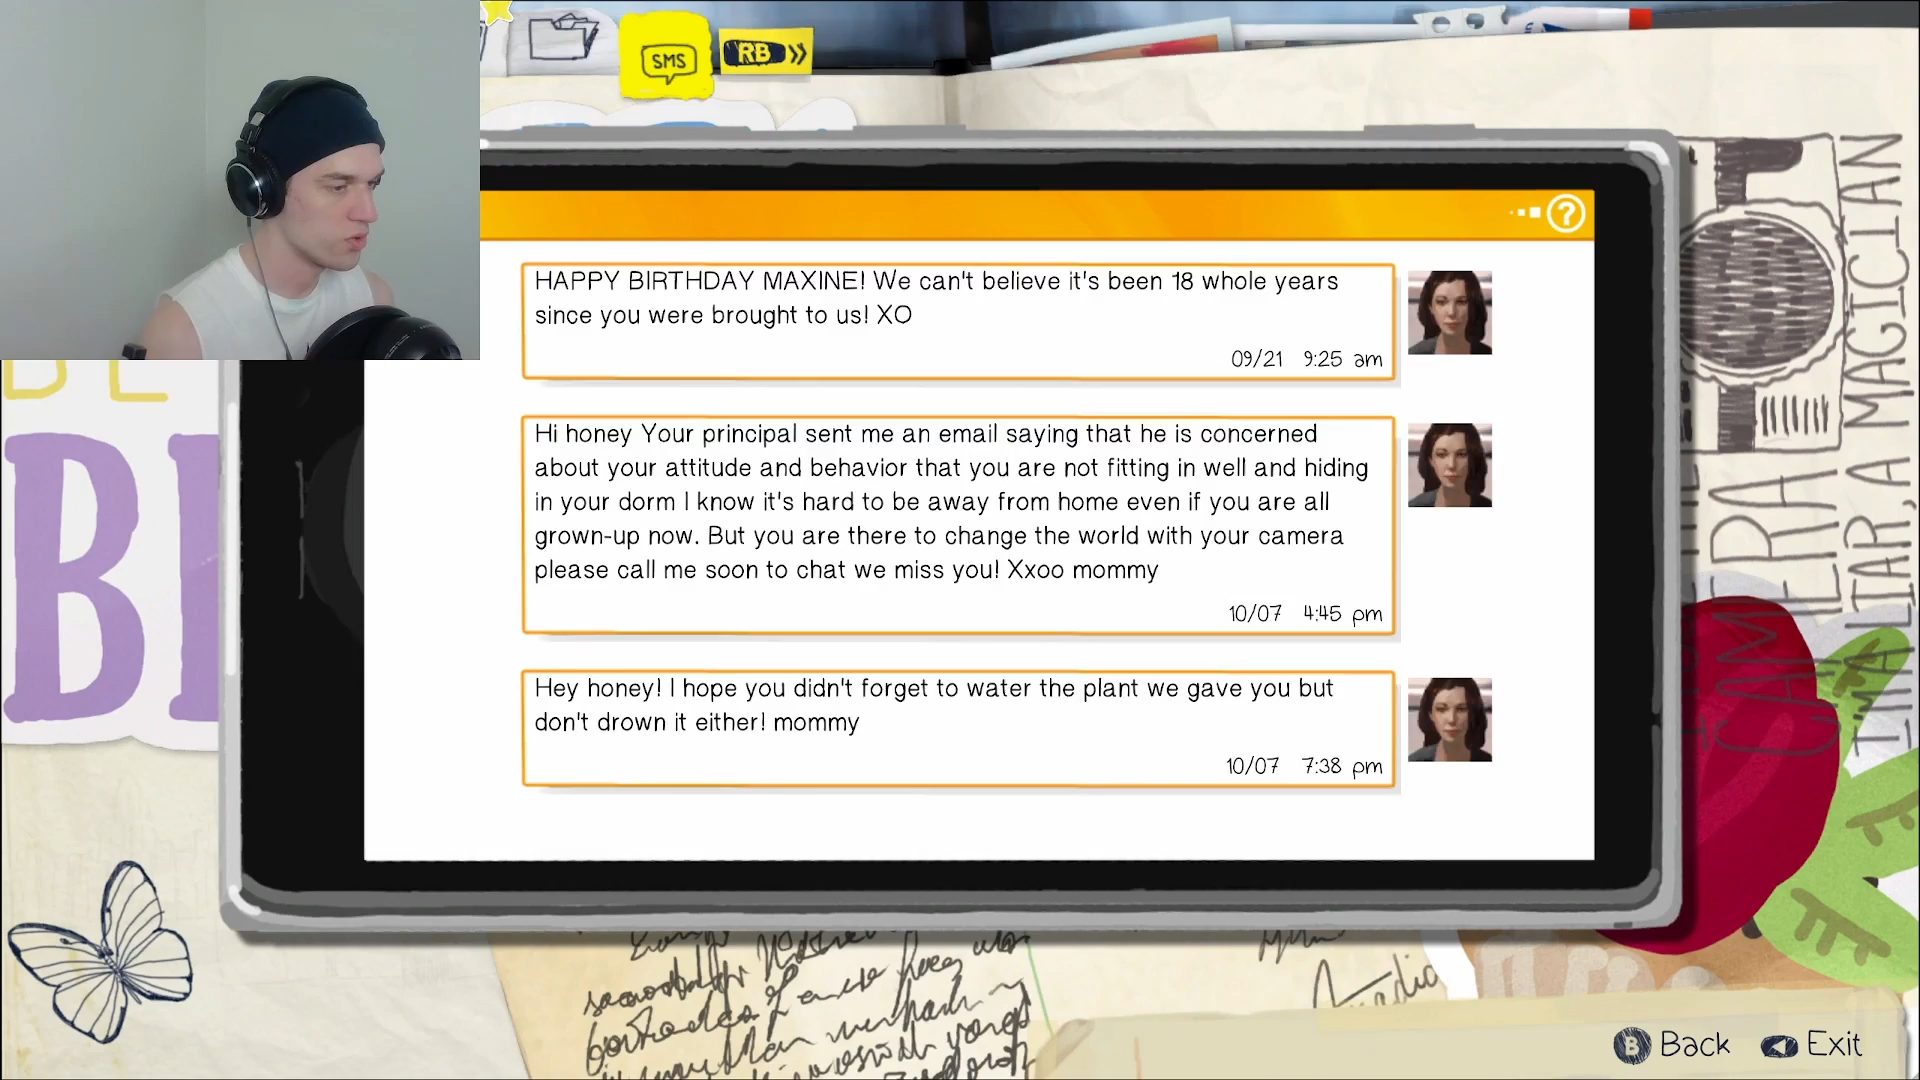 SMS
RB
HAPPY BIRTHDAY MAXINE! We can't believe it's been 18 whole years
since you were brought to us! XO
09/21 9:25 am
Hi honey Your principal sent me an email saying that he is concerned
about your attitude and behavior that you are not fitting in well and hiding
in your dorm I know it's hard to be away from home even if you are all
grown-up now. But you are there to change the world with your camera
please call me soon to chat we miss you! Xxoo mommy
10/07 4:45 pm
Hey honey! I hope you didn't forget to water the plant we gave you but
don't drown it either! mommy
10/07 7:38 pm
CAMERA
LIAR, A MAGICIAN
B Back
Exit